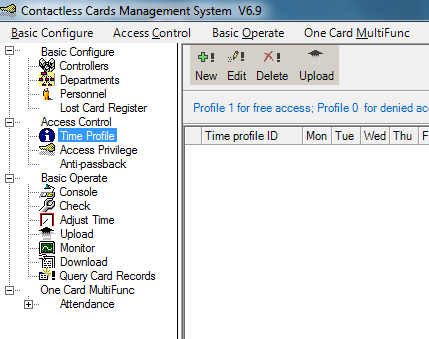 Contactless Cards Management System V6.9
Basic Configure Access Control Basic Operate One Card MultiFunc
Basic Configure
Controllers
Departments
Personnel
Lost Card Register
Access Control
Time Profile
Access Privilege
Anti-passback
Basic Operate
Console
Check
Adjust Time
Upload
Monitor
Download
Query Card Records
One Card MultiFunc
Attendance
New Edit Delete Upload
Profile 1 for free access; Profile 0 for denied
Time profile ID Mon Tue Wed Thu F